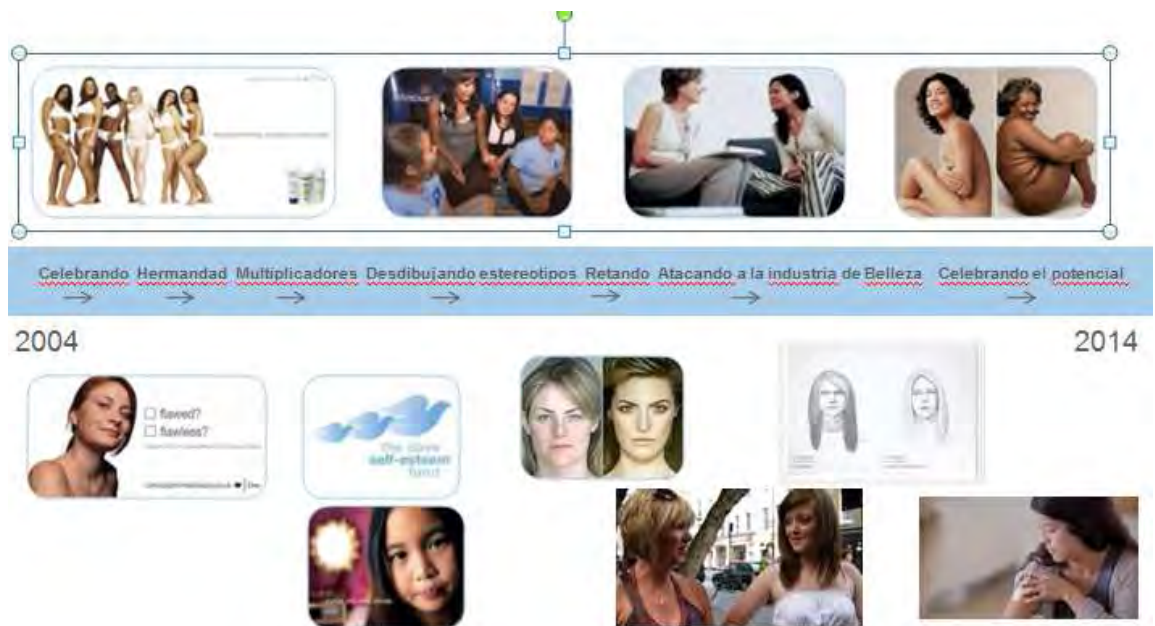 Celebrando Hermandad Multiplicadores Desdibujando estereotipos Retando Atacando a la industria de Belleza Celebrando el potencial
2004
2014
flawed?
flawless?
The dove
self-esteem
fund